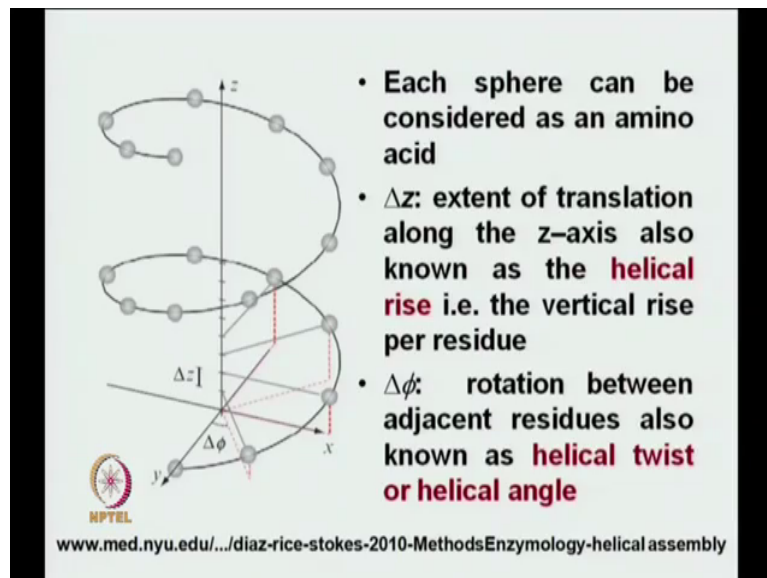 z
Δz
Δϕ
x
y
NPTEL
• Each sphere can be
considered as an amino
acid
• Δz: extent of translation
along the z–axis also
known as the helical
rise i.e. the vertical rise
per residue
• Δϕ: rotation between
adjacent residues also
known as helical twist
or helical angle
www.med.nyu.edu/.../diaz-rice-stokes-2010-MethodsEnzymology-helical assembly